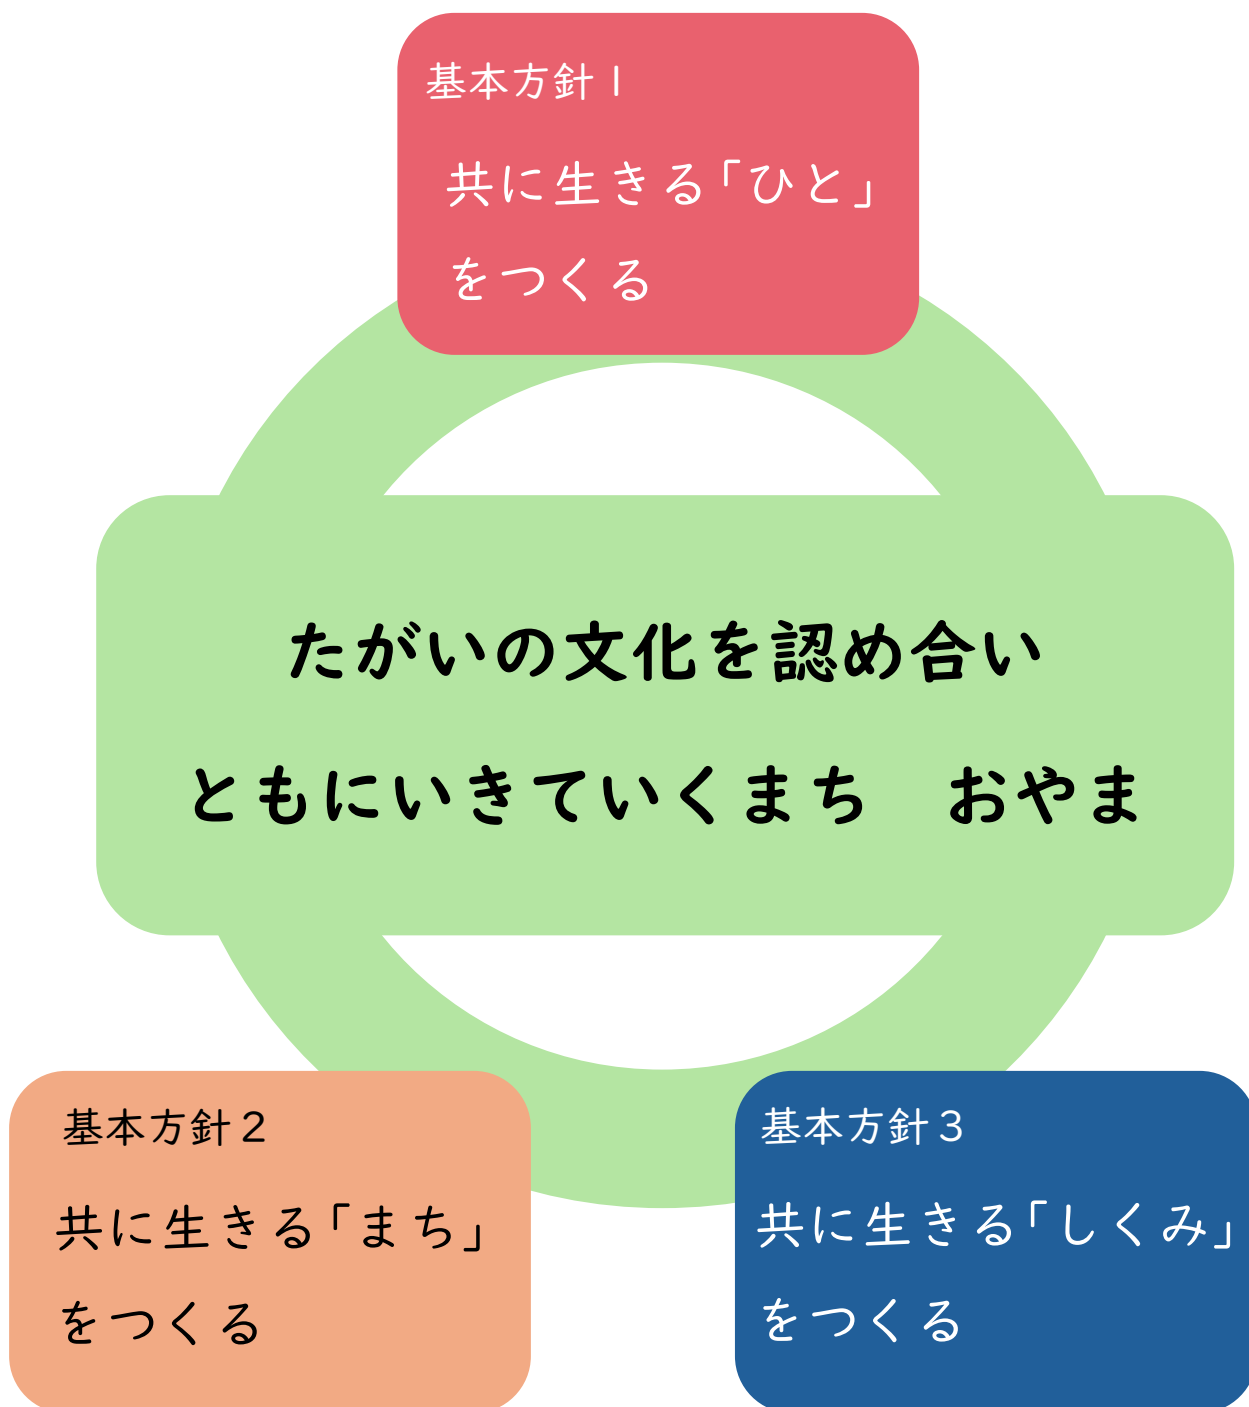 基本方針1
共に生きる「ひと」
をつくる
たがいの文化を認め合い
ともにいきていくまち　おやま
基本方針２
共に生きる「まち」
をつくる
基本方針３
共に生きる「しくみ」
をつくる